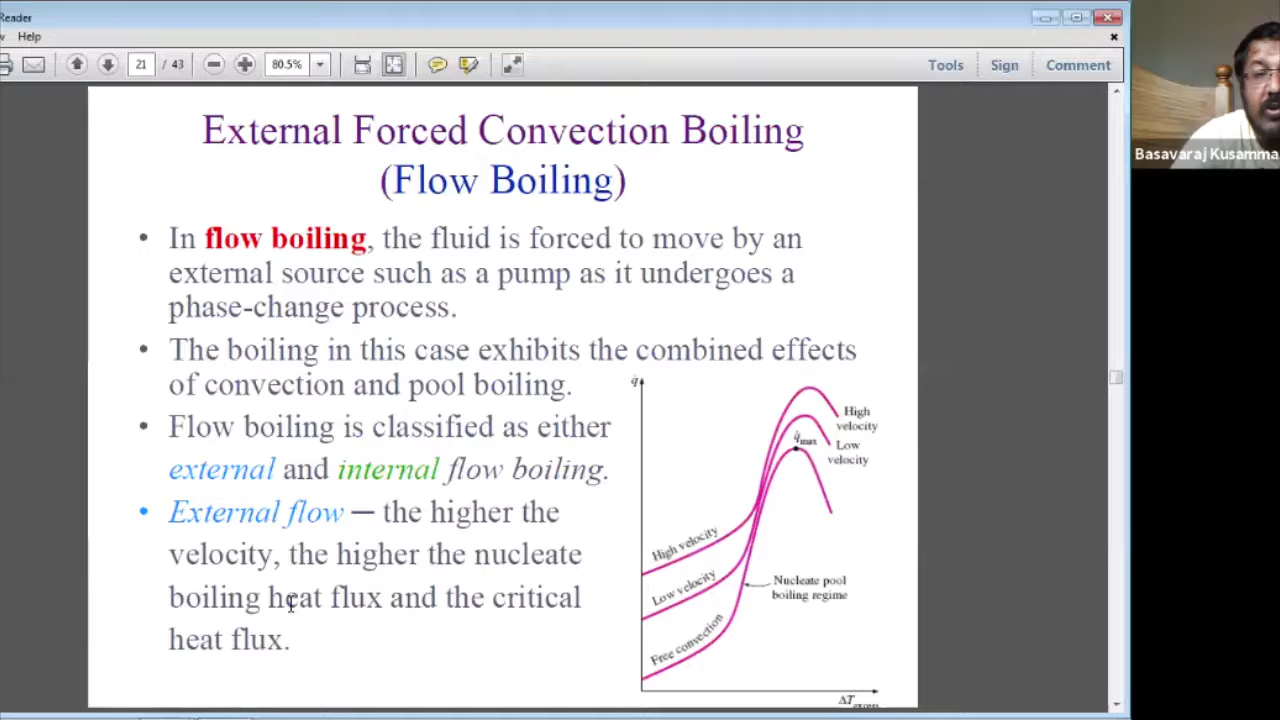 Reader
Help
21 / 43
80.5%
Tools
Sign
Comment
Basavaraj Kusamma
External Forced Convection Boiling
(Flow Boiling)
• In flow boiling, the fluid is forced to move by an
external source such as a pump as it undergoes a
phase-change process.
• The boiling in this case exhibits the combined effects
of convection and pool boiling.
• Flow boiling is classified as either
external and internal flow boiling.
• External flow ─ the higher the
velocity, the higher the nucleate
boiling heat flux and the critical
heat flux.
q̇
High
velocity
q̇max
Low
velocity
High velocity
Low velocity
Nucleate pool
boiling regime
Free convection
ΔTexcess